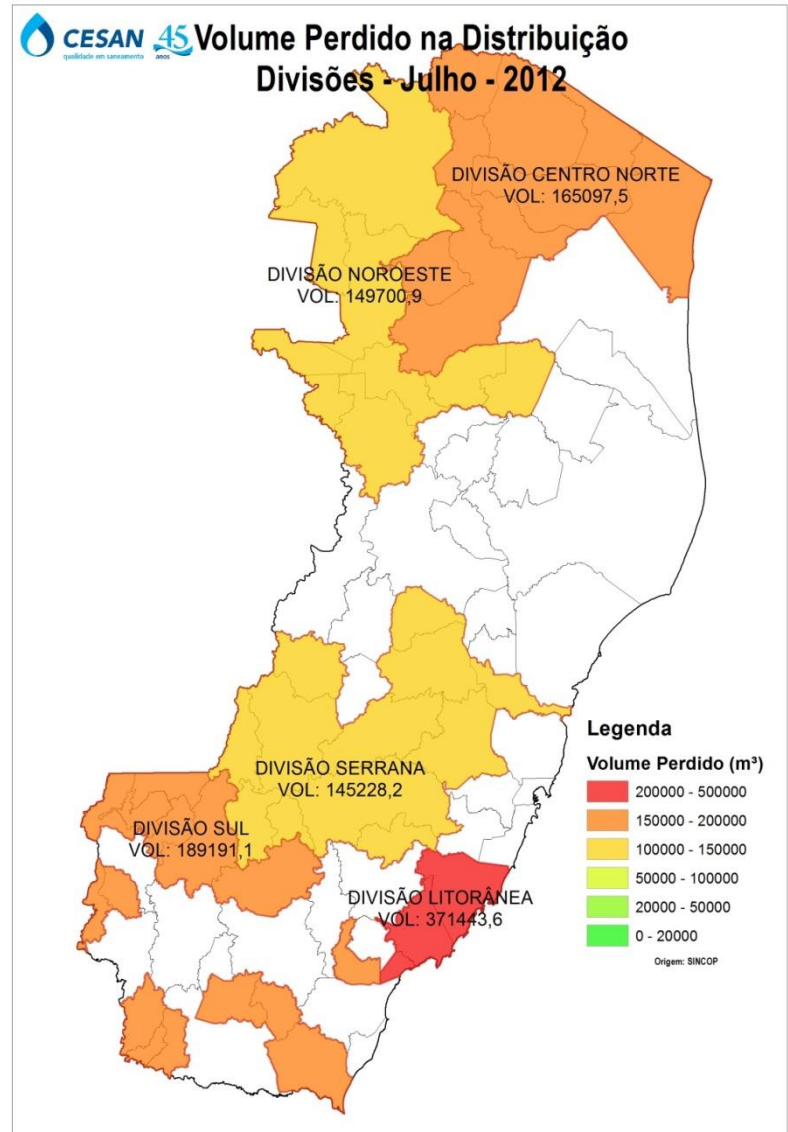 CESAN
qualidade em saneamento
45
anos
Volume Perdido na Distribuição
Divisões - Julho - 2012
DIVISÃO CENTRO NORTE
VOL: 165097,5
DIVISÃO NOROESTE
VOL: 149700,9
DIVISÃO SERRANA
VOL: 145228,2
DIVISÃO SUL
VOL: 189191,1
DIVISÃO LITORÂNEA
VOL: 371443,6
Legenda
Volume Perdido (m³)
200000 - 500000
150000 - 200000
100000 - 150000
50000 - 100000
20000 - 50000
0 - 20000
Origem: SINCOP